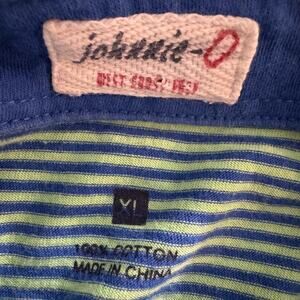 johnnie-O
WEST COAST PREP
XL
100% COTTON
MADE IN CHINA